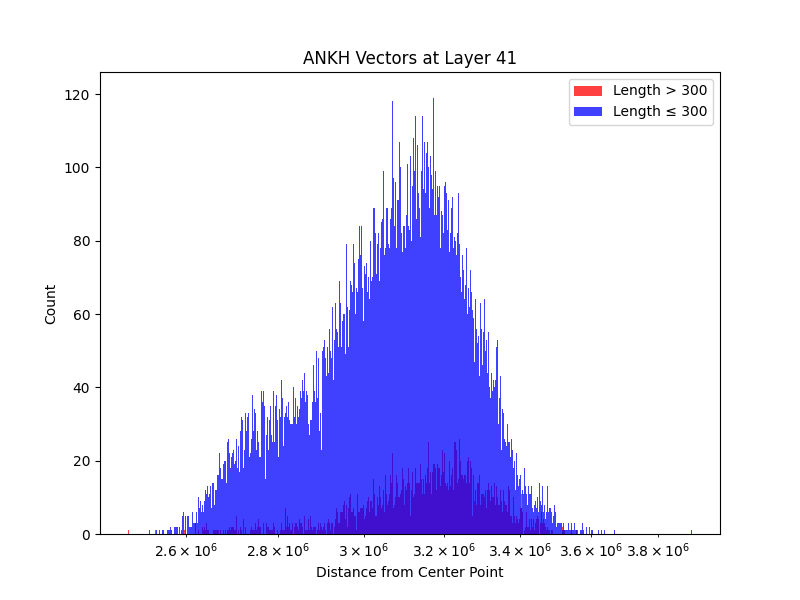 ANKH Vectors at Layer 41
Length > 300
Length ≤ 300
120
100
80
60
40
20
0
Count
2.6 × 10⁶ 2.8 × 10⁶ 3 × 10⁶ 3.2 × 10⁶ 3.4 × 10⁶ 3.6 × 10⁶ 3.8 × 10⁶
Distance from Center Point